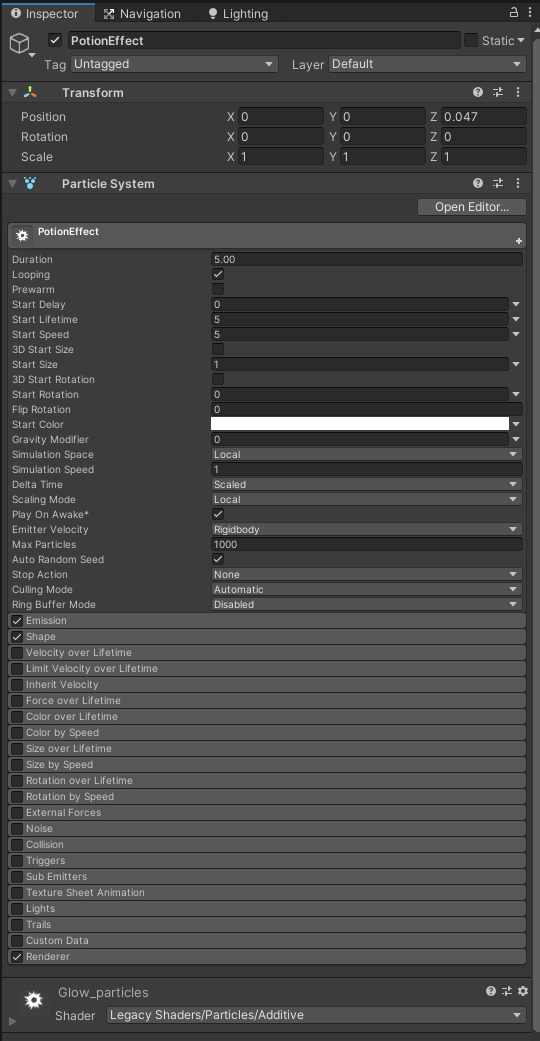 Inspector Navigation Lighting
PotionEffect Static
Tag Untagged Layer Default
Transform
Position X 0 Y 0 Z 0.047
Rotation X 0 Y 0 Z 0
Scale X 1 Y 1 Z 1
Particle System
Open Editor...
PotionEffect
Duration 5.00
Looping
Prewarm
Start Delay 0
Start Lifetime 5
Start Speed 5
3D Start Size
Start Size 1
3D Start Rotation
Start Rotation 0
Flip Rotation 0
Start Color
Gravity Modifier 0
Simulation Space Local
Simulation Speed 1
Delta Time Scaled
Scaling Mode Local
Play On Awake*
Emitter Velocity Rigidbody
Max Particles 1000
Auto Random Seed
Stop Action None
Culling Mode Automatic
Ring Buffer Mode Disabled
Emission
Shape
Velocity over Lifetime
Limit Velocity over Lifetime
Inherit Velocity
Force over Lifetime
Color over Lifetime
Color by Speed
Size over Lifetime
Size by Speed
Rotation over Lifetime
Rotation by Speed
External Forces
Noise
Collision
Triggers
Sub Emitters
Texture Sheet Animation
Lights
Trails
Custom Data
Renderer
Glow_particles
Shader Legacy Shaders/Particles/Additive